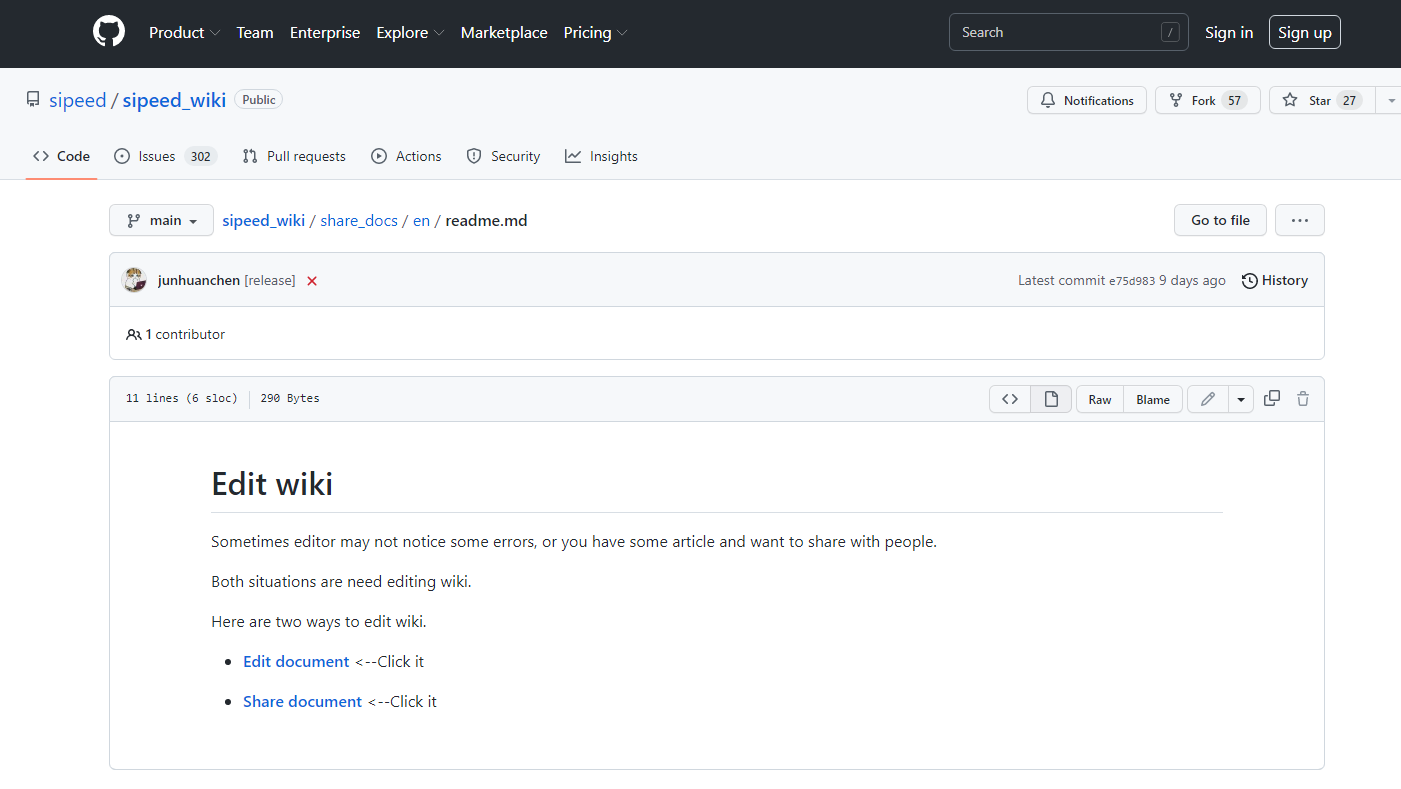 Product Team Enterprise Explore Marketplace Pricing Search / Sign in Sign up
sipeed / sipeed_wiki Public Notifications Fork 57 Star 27
Code Issues 302 Pull requests Actions Security Insights
main sipeed_wiki / share_docs / en / readme.md Go to file ...
junhuanchen [release] Latest commit e75d983 9 days ago History
1 contributor
11 lines (6 sloc) 290 Bytes Raw Blame
Edit wiki
Sometimes editor may not notice some errors, or you have some article and want to share with people.
Both situations are need editing wiki.
Here are two ways to edit wiki.
• Edit document <--Click it
• Share document <--Click it